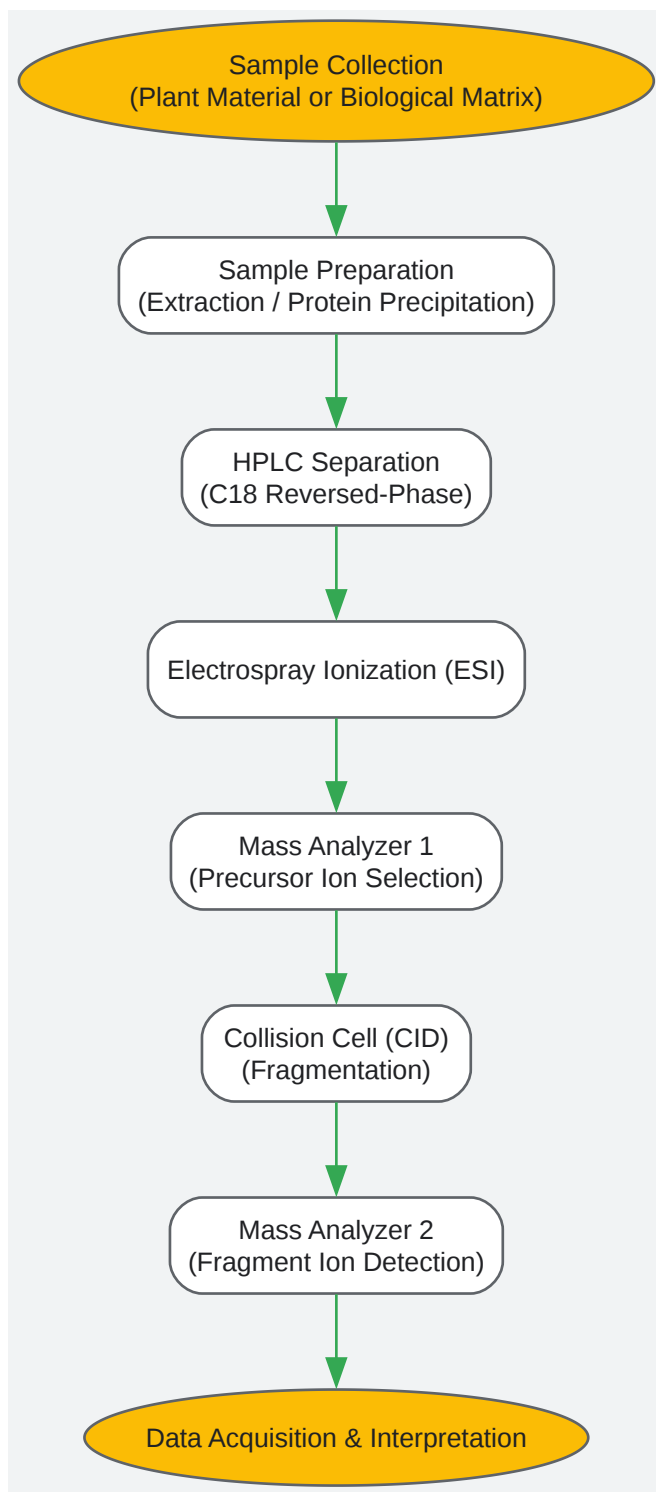 Sample Collection
(Plant Material or Biological Matrix)
Sample Preparation
(Extraction / Protein Precipitation)
HPLC Separation
(C18 Reversed-Phase)
Electrospray Ionization (ESI)
Mass Analyzer 1
(Precursor Ion Selection)
Collision Cell (CID)
(Fragmentation)
Mass Analyzer 2
(Fragment Ion Detection)
Data Acquisition & Interpretation